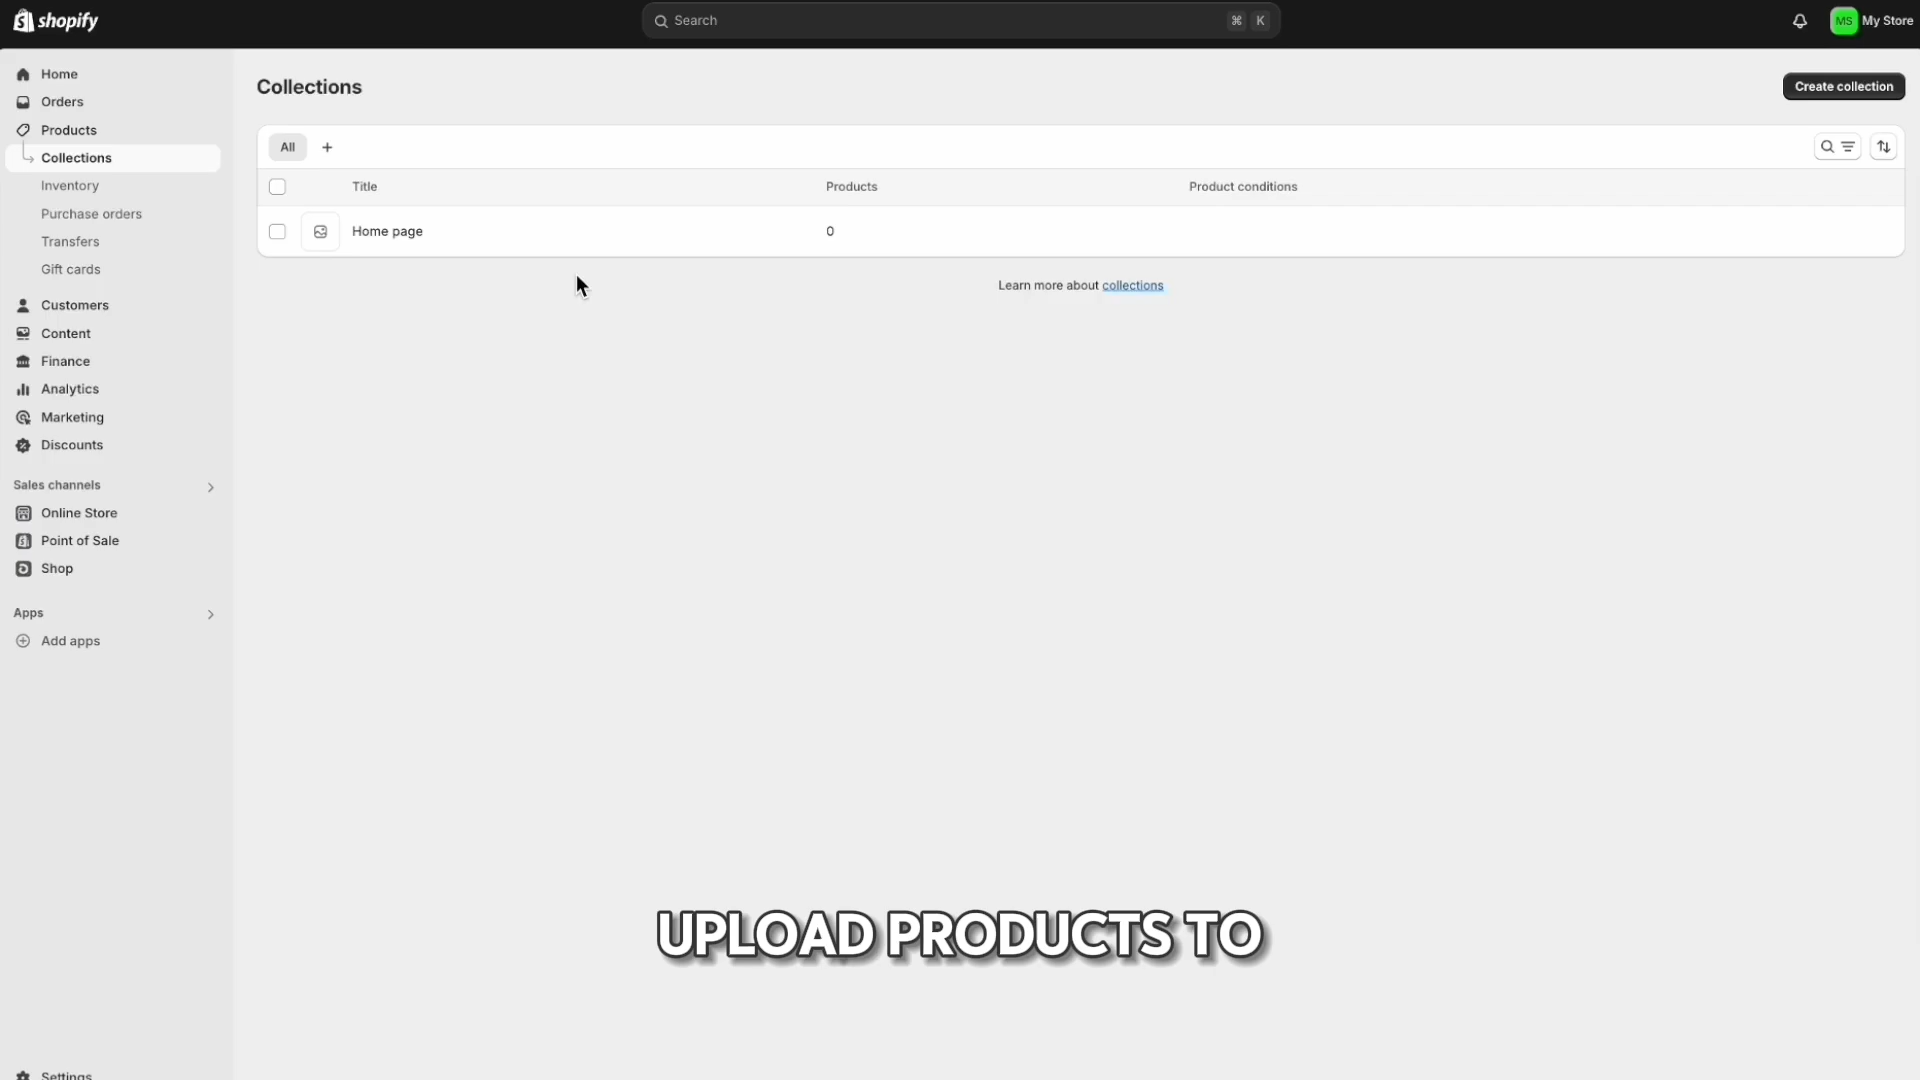 shopify
Search
⌘ K
MS My Store
Home
Orders
Products
Collections
Inventory
Purchase orders
Transfers
Gift cards
Customers
Content
Finance
Analytics
Marketing
Discounts
Sales channels
Online Store
Point of Sale
Shop
Apps
Add apps
Settings
Collections
Create collection
All +
Title Products Product conditions
Home page 0
Learn more about collections
UPLOAD PRODUCTS TO